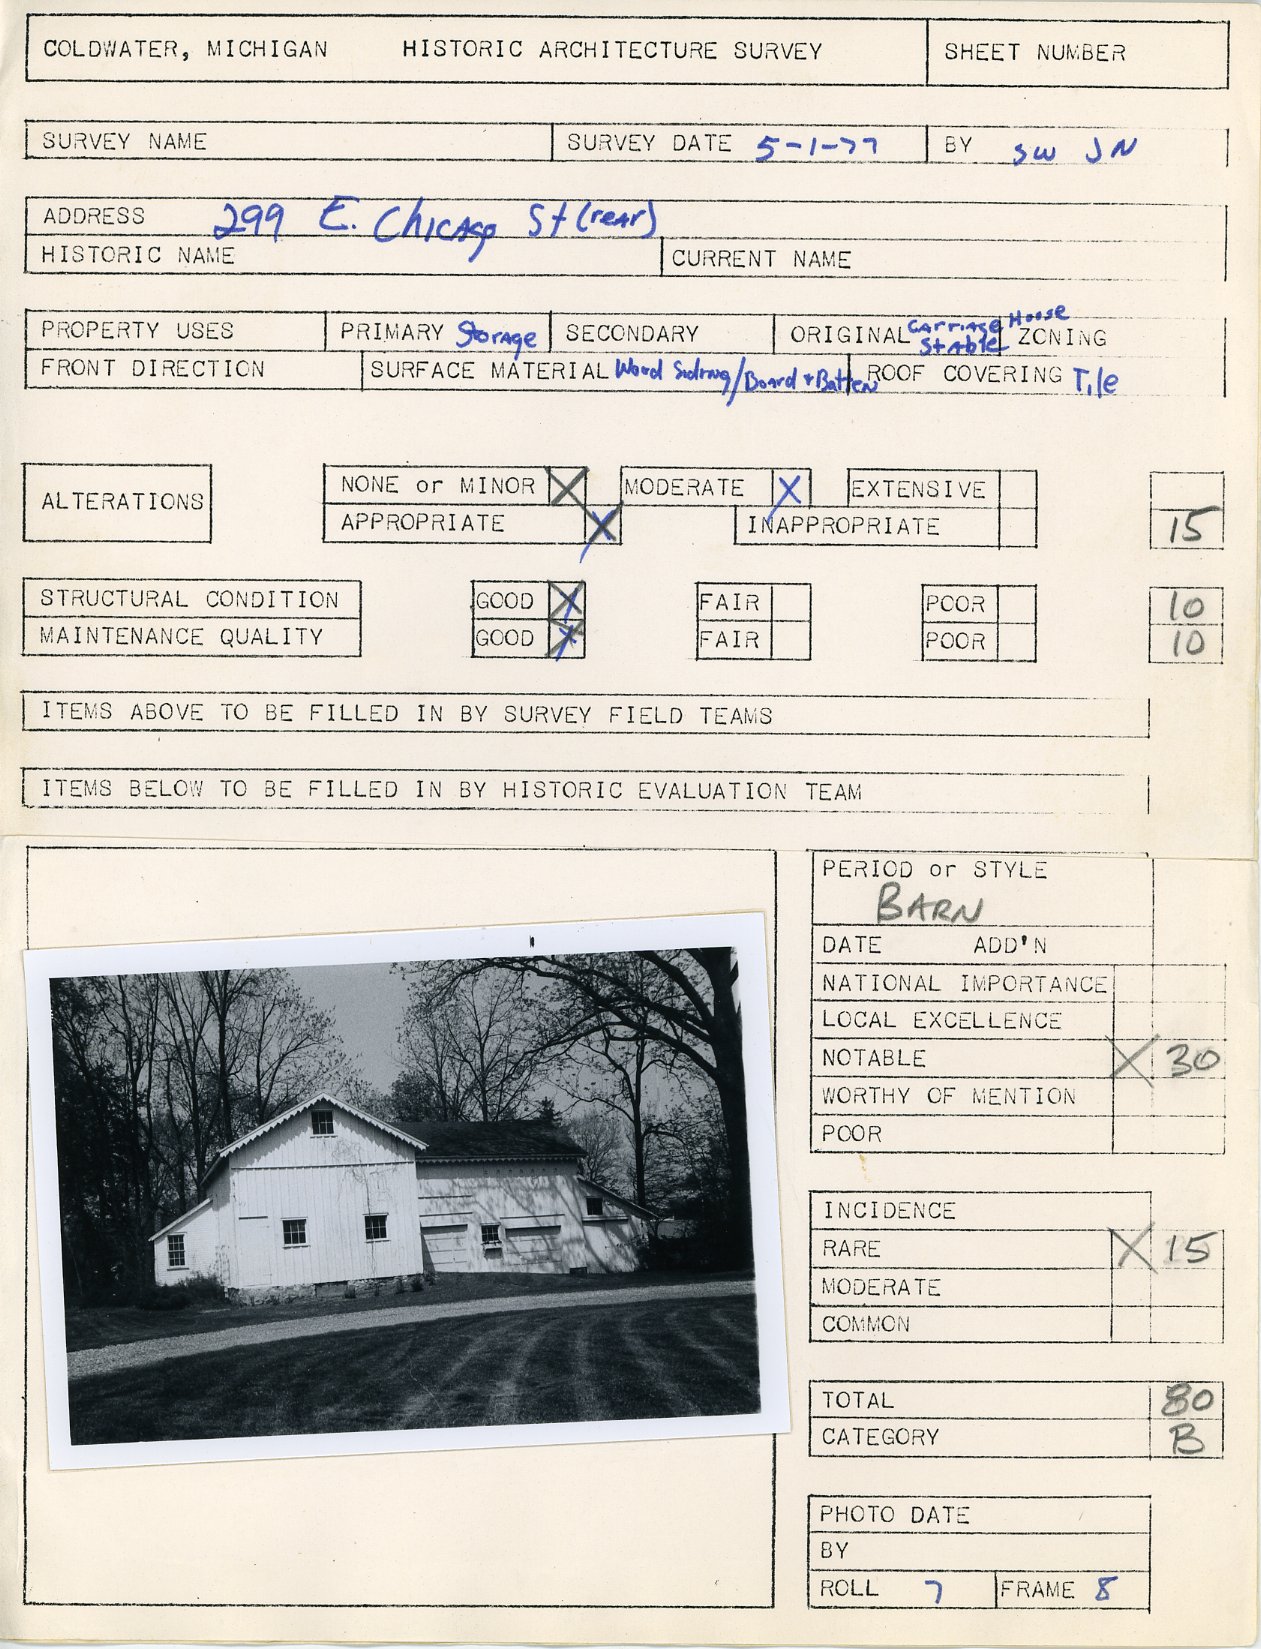 COLDWATER, MICHIGAN HISTORIC ARCHITECTURE SURVEY SHEET NUMBER
SURVEY NAME SURVEY DATE 5-1-77 BY SW JN
ADDRESS 299 E. Chicago St (rear)
HISTORIC NAME CURRENT NAME
PROPERTY USES PRIMARY Storage SECONDARY ORIGINAL Carriage House Stable ZONING
FRONT DIRECTION SURFACE MATERIAL Wood Siding/Board + Batten ROOF COVERING Tile
ALTERATIONS
NONE or MINOR X MODERATE X EXTENSIVE
APPROPRIATE X INAPPROPRIATE 15
STRUCTURAL CONDITION GOOD X FAIR POOR 10
MAINTENANCE QUALITY GOOD X FAIR POOR 10
ITEMS ABOVE TO BE FILLED IN BY SURVEY FIELD TEAMS
ITEMS BELOW TO BE FILLED IN BY HISTORIC EVALUATION TEAM
PERIOD or STYLE
BARN
DATE ADD'N
NATIONAL IMPORTANCE
LOCAL EXCELLENCE
NOTABLE X 30
WORTHY OF MENTION
POOR
INCIDENCE
RARE X 15
MODERATE
COMMON
TOTAL 80
CATEGORY B
PHOTO DATE
BY
ROLL 7 FRAME 8